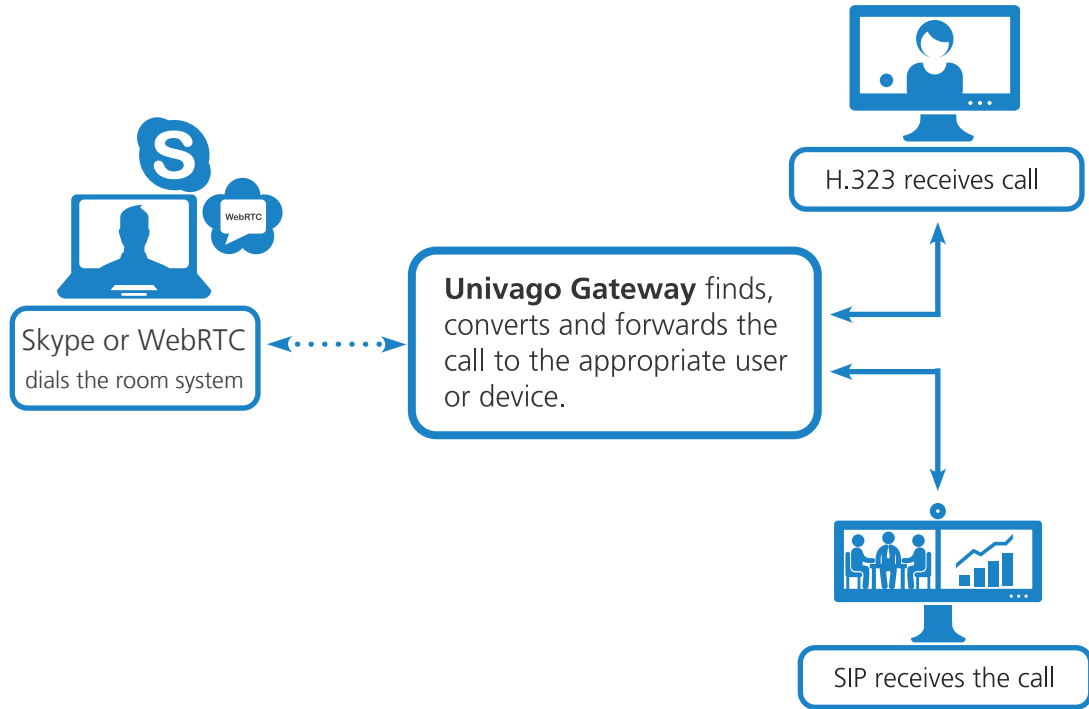 S
WebRTC
Skype or WebRTC
dials the room system
Univago Gateway finds,
converts and forwards the
call to the appropriate user
or device.
H.323 receives call
SIP receives the call